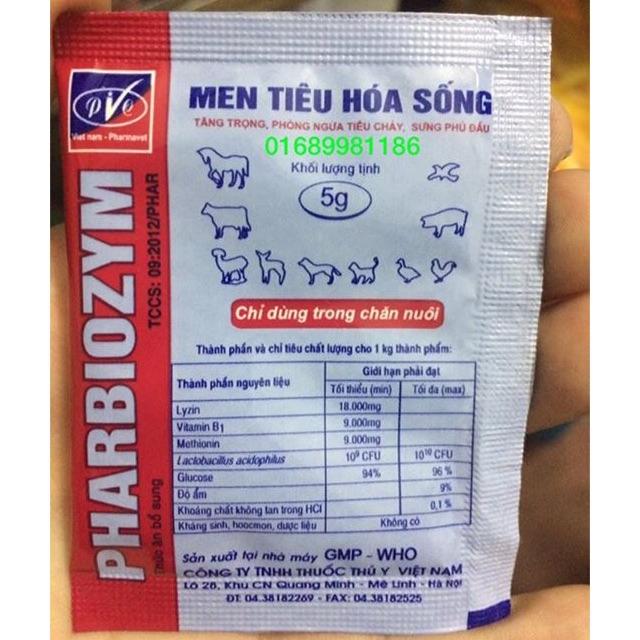 PVE
Viet nam - Pharmavet
PHARBIOZYM
TCCS: 09:2012/PHAR
Thức ăn bổ sung
MEN TIÊU HÓA SỐNG
TĂNG TRỌNG, PHÒNG NGỪA TIÊU CHẢY, SƯNG PHÙ ĐẦU
01689981186
Khối lượng tịnh
5g
Chỉ dùng trong chăn nuôi
Thành phần và chỉ tiêu chất lượng cho 1 kg thành phẩm:
Thành phần nguyên liệu
Giới hạn phải đạt
Tối thiểu (min) Tối đa (max)
Lyzin 18.000mg
Vitamin B1 9.000mg
Methionin 9.000mg
Lactobacillus acidophilus 10⁹ CFU 10¹⁰ CFU
Glucose 94% 96 %
Độ ẩm 9%
Khoáng chất không tan trong HCl 0,1 %
Kháng sinh, hoocmon, dược liệu Không có
Sản xuất tại nhà máy GMP - WHO
CÔNG TY TNHH THUỐC THÚ Y VIỆT NAM
Lô 28, Khu CN Quang Minh - Mê Linh - Hà Nội
ĐT: 04.38182269 - FAX: 04.38182525